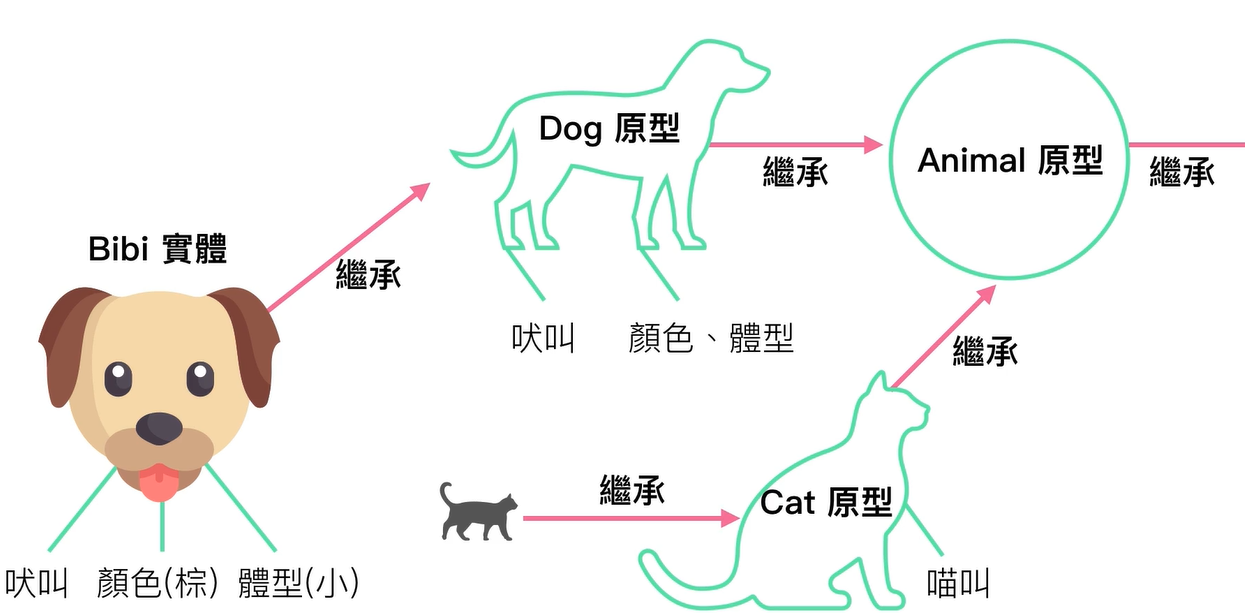 Dog 原型
繼承
Animal 原型
繼承
Bibi 實體
繼承
吠叫
顏色、體型
繼承
繼承
Cat 原型
吠叫
顏色(棕)
體型(小)
喵叫